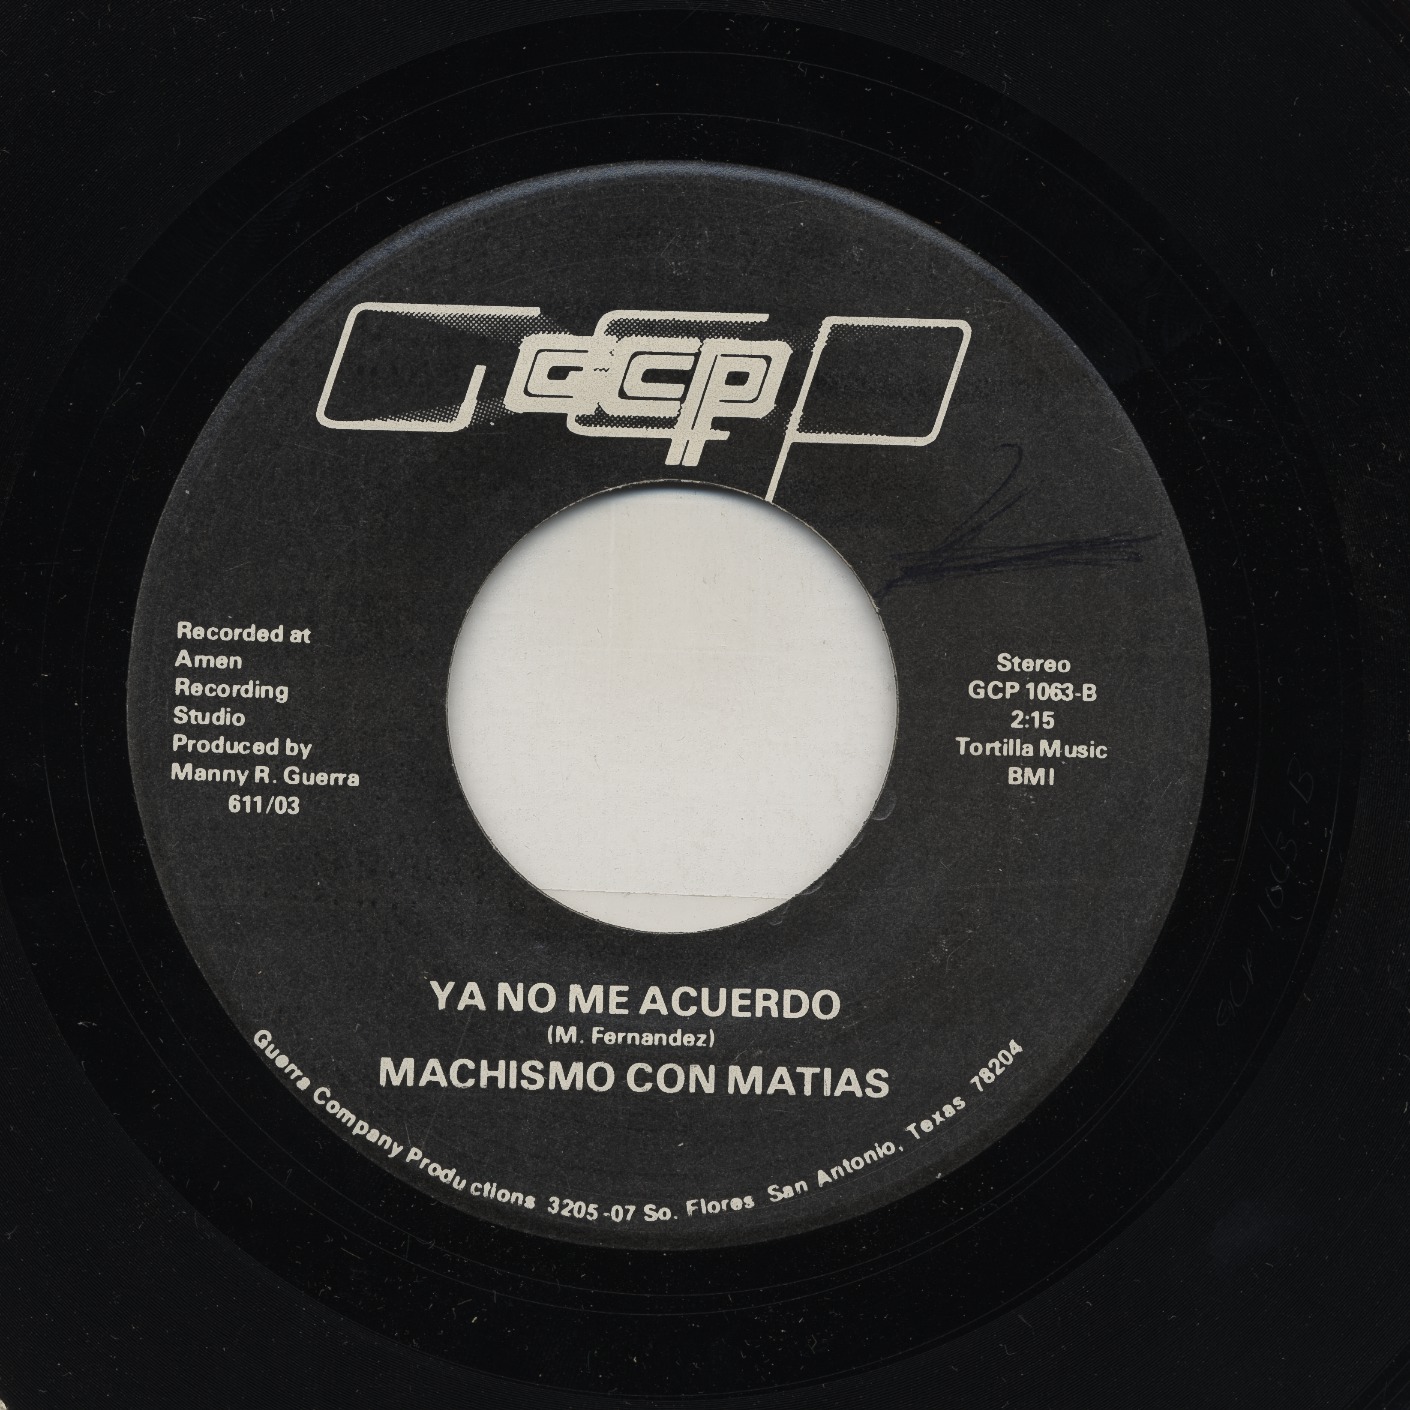 GCP
Recorded at
Amen
Recording
Studio
Produced by
Manny R. Guerra
611/03
Stereo
GCP 1063-B
2:15
Tortilla Music
BMI
YA NO ME ACUERDO
(M. Fernandez)
MACHISMO CON MATIAS
Guerra Company Productions 3205-07 So. Flores San Antonio, Texas 78204